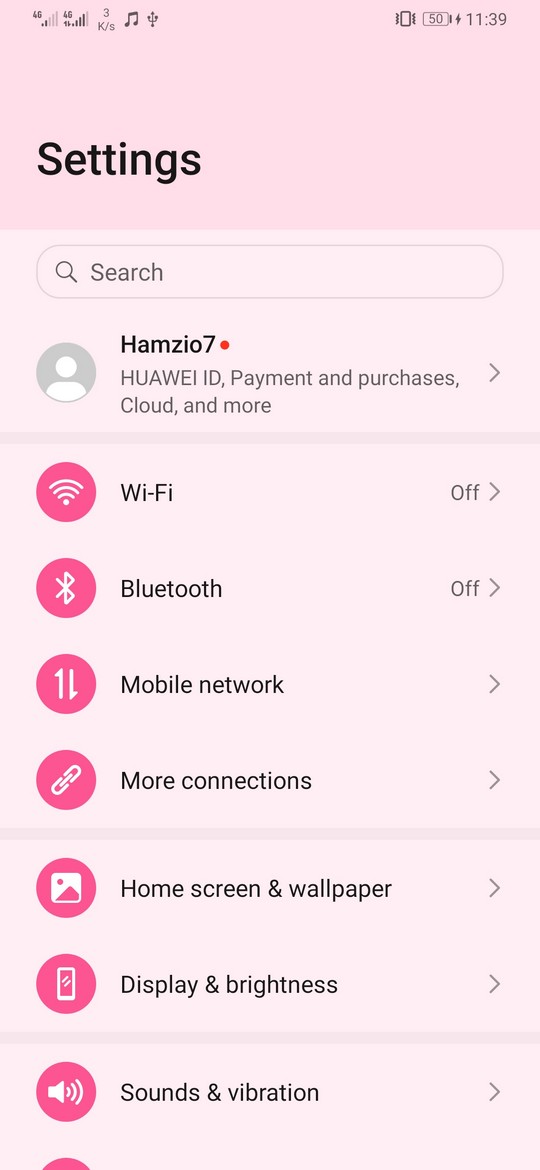 4G 4G 3 K/s 50 11:39
Settings
Search
Hamzio7
HUAWEI ID, Payment and purchases,
Cloud, and more
Wi-Fi Off
Bluetooth Off
Mobile network
More connections
Home screen & wallpaper
Display & brightness
Sounds & vibration